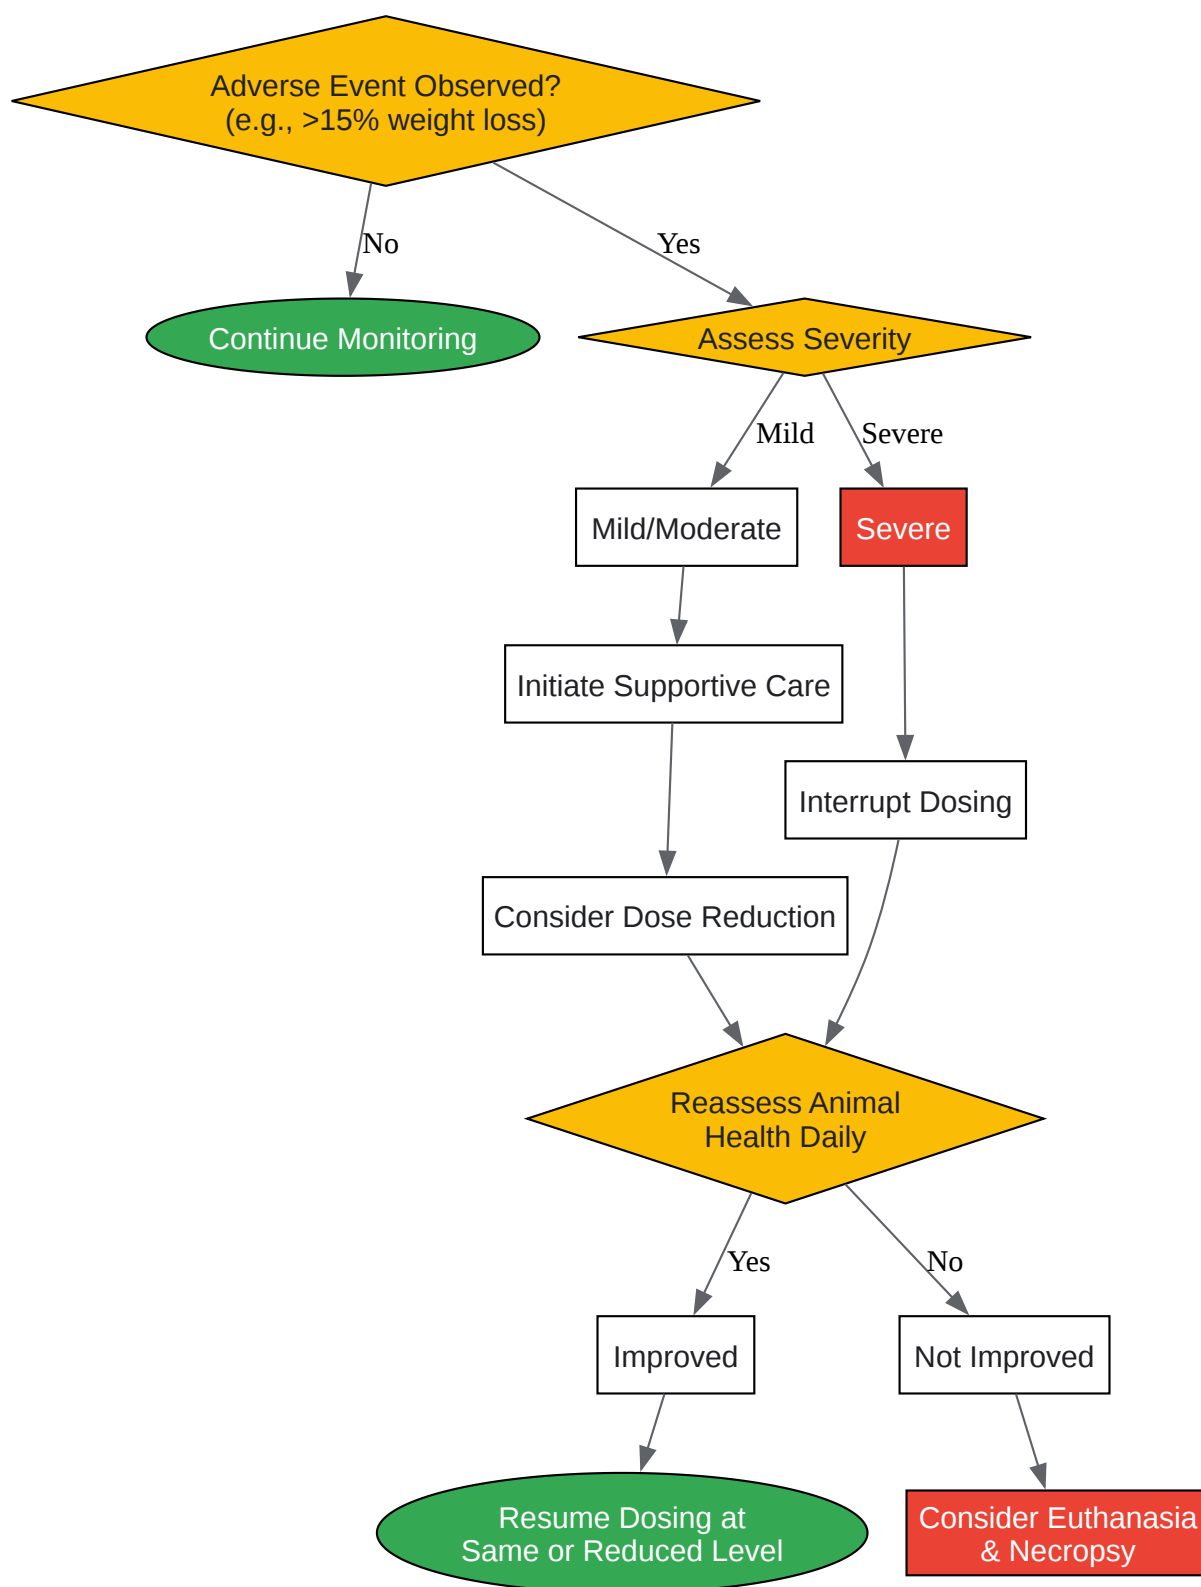 Adverse Event Observed?
(e.g., >15% weight loss)
No
Yes
Continue Monitoring
Assess Severity
Mild
Severe
Mild/Moderate
Severe
Initiate Supportive Care
Interrupt Dosing
Consider Dose Reduction
Reassess Animal
Health Daily
Yes
No
Improved
Not Improved
Resume Dosing at
Same or Reduced Level
Consider Euthanasia
& Necropsy